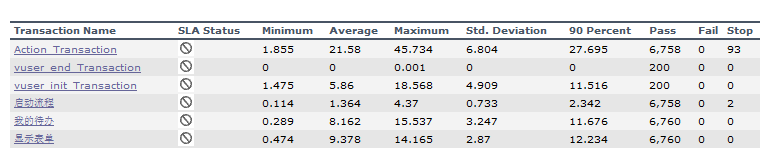 Transaction Name SLA Status Minimum Average Maximum Std. Deviation 90 Percent Pass Fail Stop
Action_Transaction 1.855 21.58 45.734 6.804 27.695 6,758 0 93
vuser_end_Transaction 0 0 0.001 0 0 200 0 0
vuser_init_Transaction 1.475 5.86 18.568 4.909 11.516 200 0 0
启动流程 0.114 1.364 4.37 0.733 2.342 6,758 0 2
我的待办 0.289 8.162 15.537 3.247 11.676 6,760 0 0
显示表单 0.474 9.378 14.165 2.87 12.234 6,760 0 0